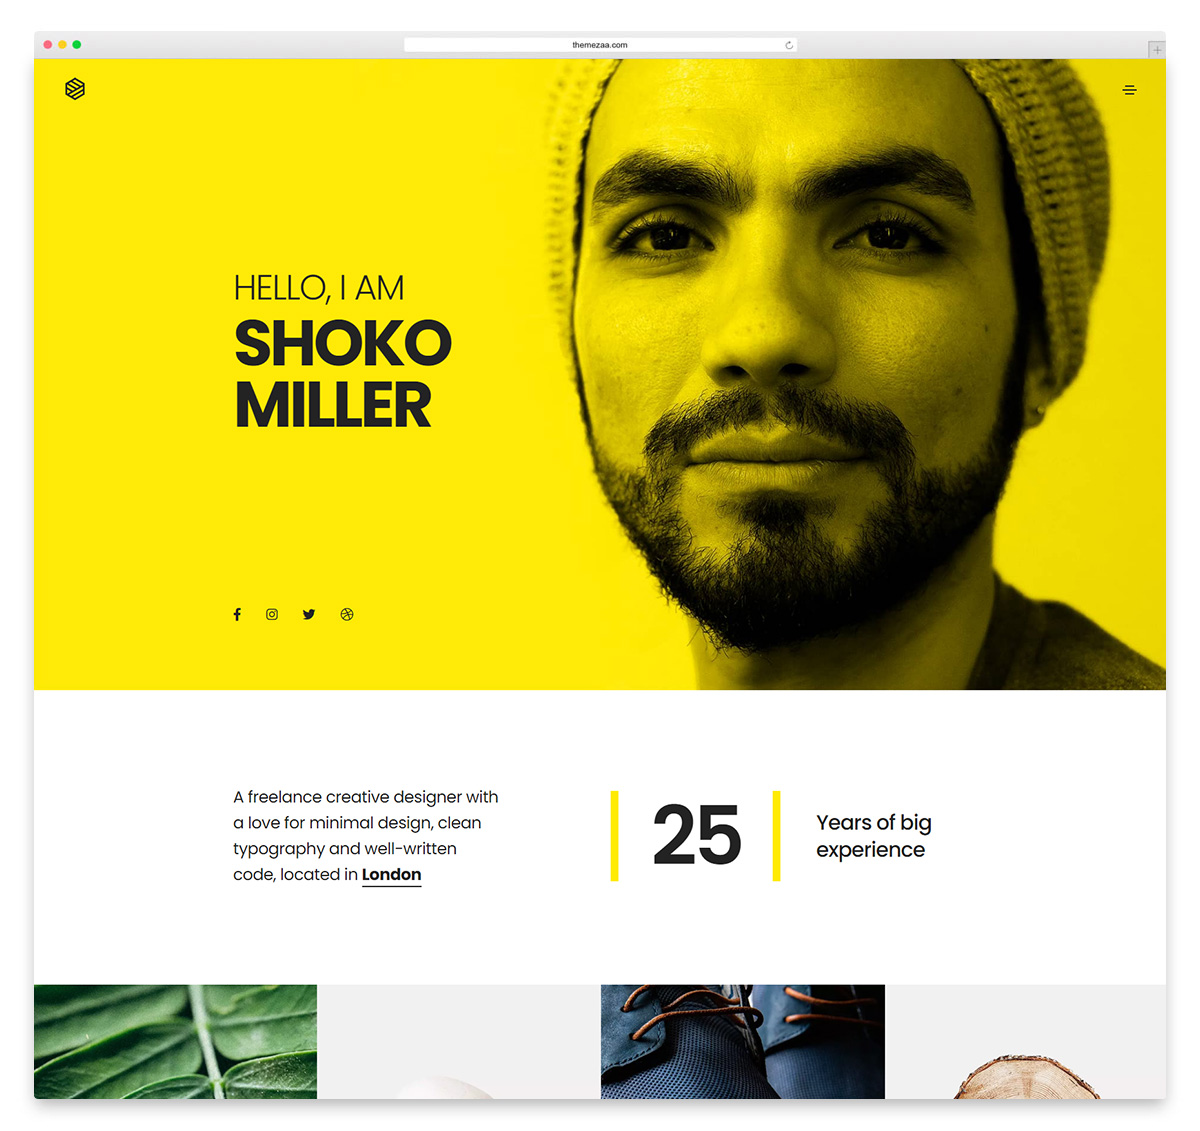 themezaa.com
HELLO, I AM
SHOKO
MILLER
A freelance creative designer with
a love for minimal design, clean
typography and well-written
code, located in London
25
Years of big
experience